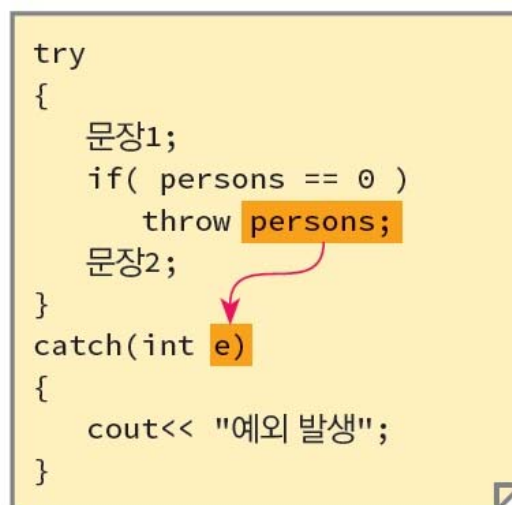 try
{
문장1;
if( persons == 0 )
throw persons;
문장2;
}
catch(int e)
{
cout<< "예외 발생";
}